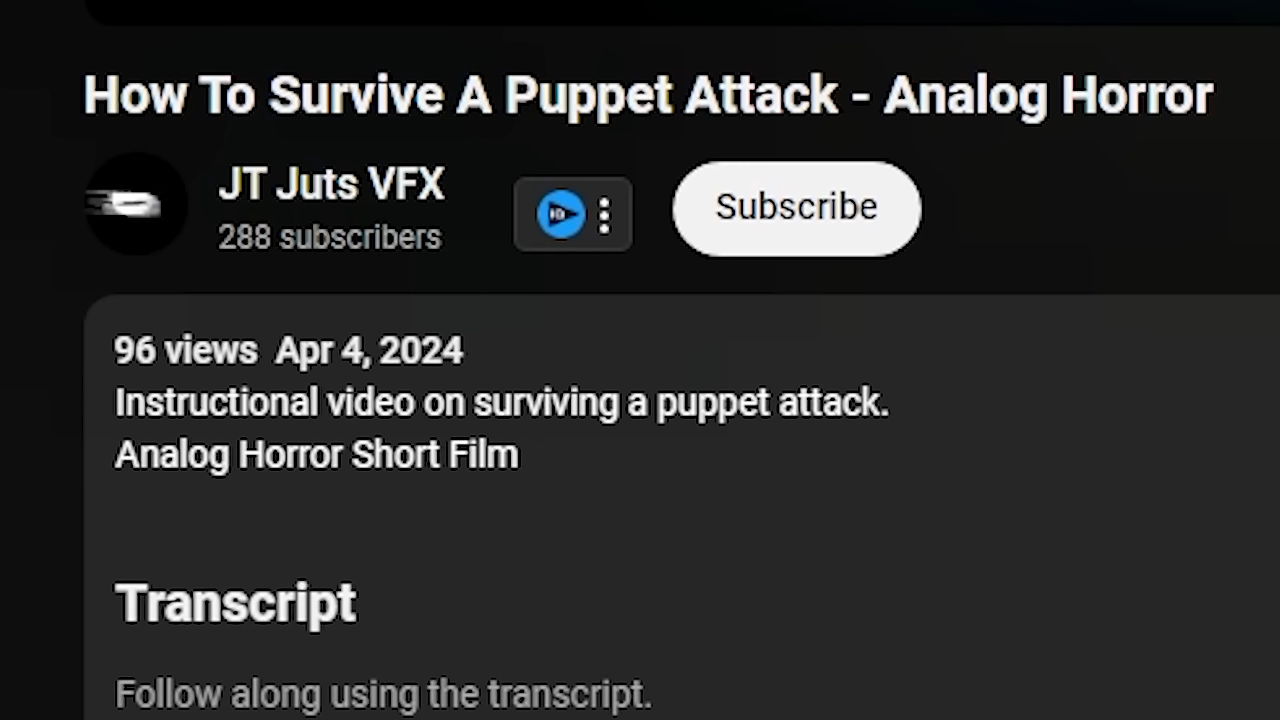 How To Survive A Puppet Attack - Analog Horror
JT Juts VFX
288 subscribers
Subscribe
96 views Apr 4, 2024
Instructional video on surviving a puppet attack.
Analog Horror Short Film
Transcript
Follow along using the transcript.